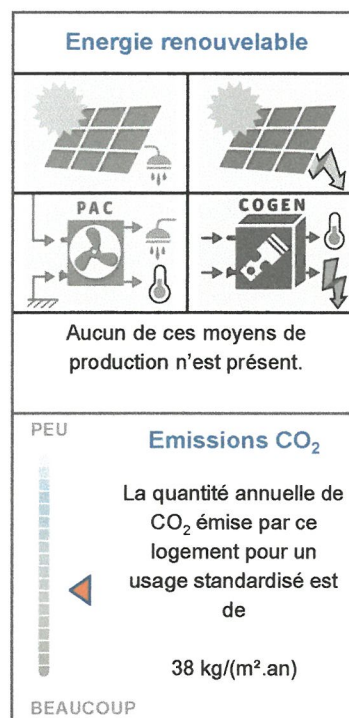 Energie renouvelable
PAC
COGEN
Aucun de ces moyens de
production n'est présent.
PEU
Emissions CO₂
La quantité annuelle de
CO₂ émise par ce
logement pour un
usage standardisé est
de
38 kg/(m².an)
BEAUCOUP